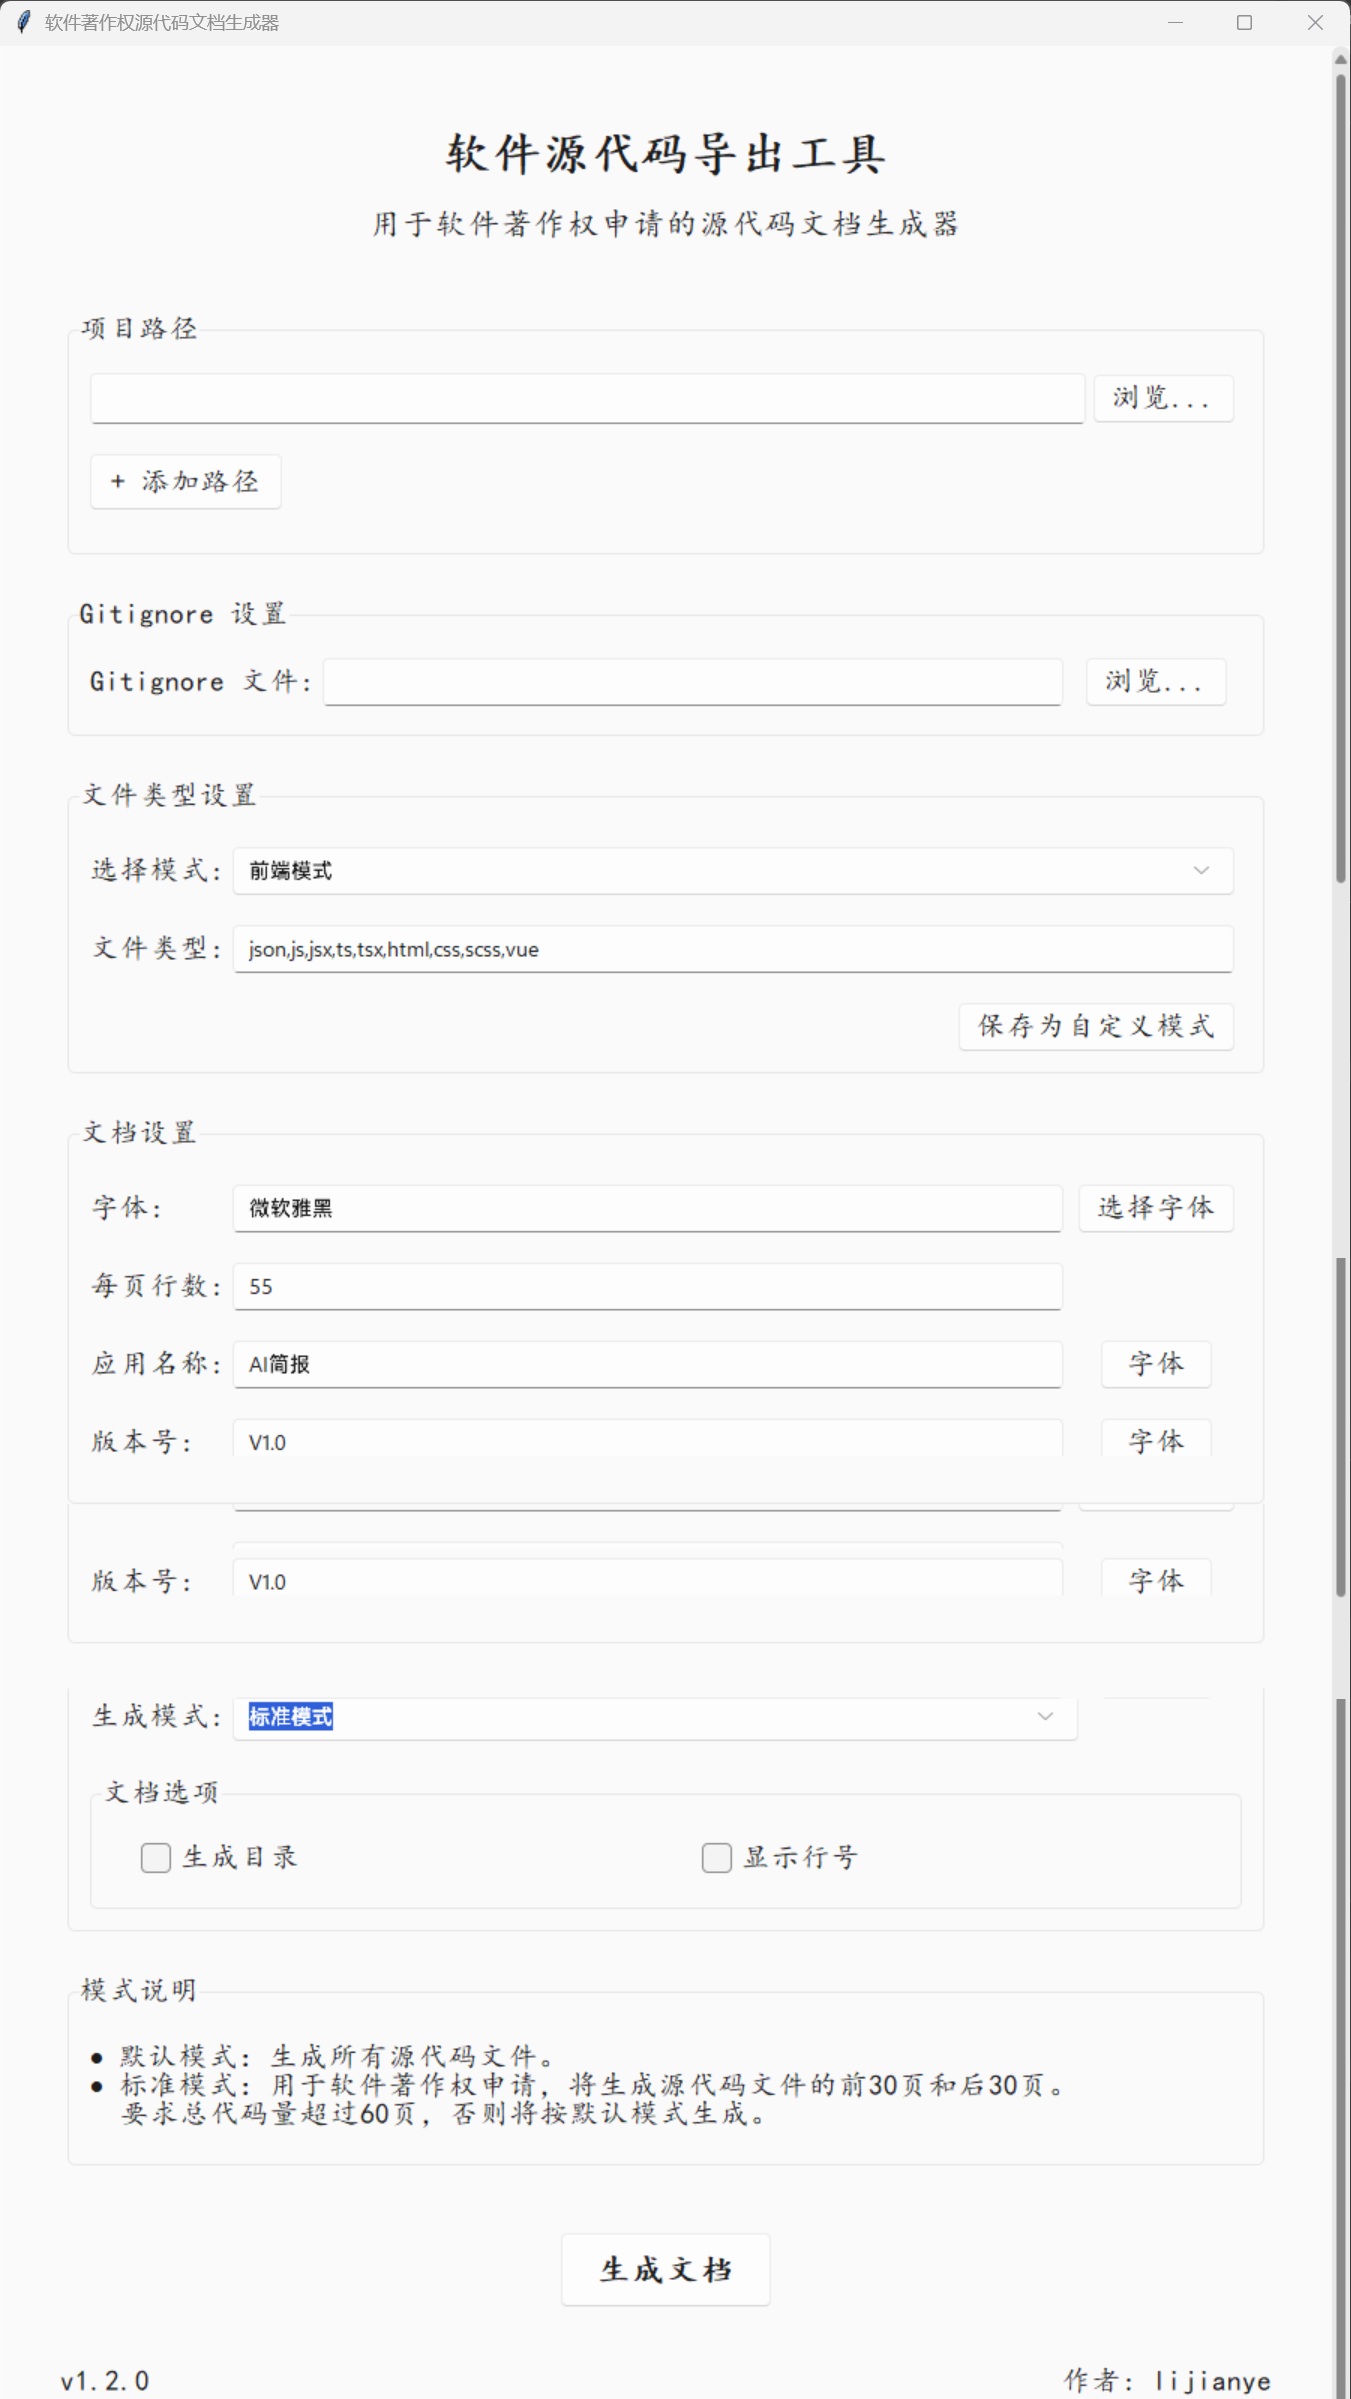 软件著作权源代码文档生成器
软件源代码导出工具
用于软件著作权申请的源代码文档生成器
项目路径
浏览...
+ 添加路径
Gitignore 设置
Gitignore 文件: 浏览...
文件类型设置
选择模式: 前端模式
文件类型: json,js,jsx,ts,tsx,html,css,scss,vue
保存为自定义模式
文档设置
字体: 微软雅黑 选择字体
每页行数: 55
应用名称: AI简报 字体
版本号: V1.0 字体
版本号: V1.0 字体
生成模式: 标准模式
文档选项
生成目录 显示行号
模式说明
● 默认模式: 生成所有源代码文件。
● 标准模式: 用于软件著作权申请，将生成源代码文件的前30页和后30页。
要求总代码量超过60页，否则将按默认模式生成。
生成文档
v1.2.0 作者: lijianye